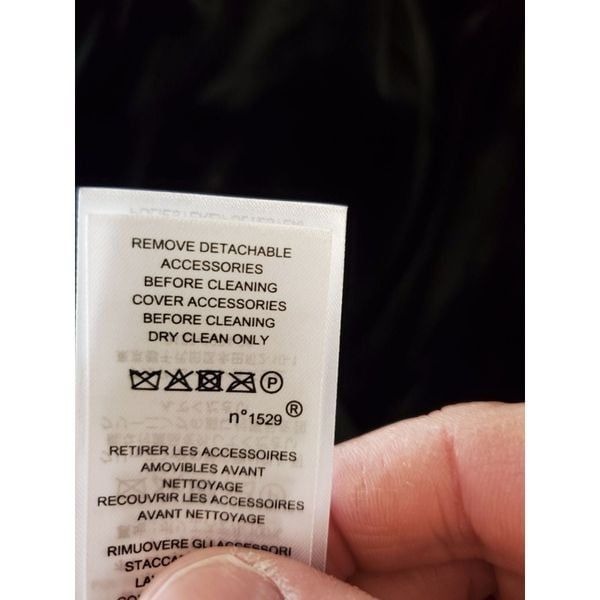 REMOVE DETACHABLE
ACCESSORIES
BEFORE CLEANING
COVER ACCESSORIES
BEFORE CLEANING
DRY CLEAN ONLY
P
n°1529®
RETIRER LES ACCESSOIRES
AMOVIBLES AVANT
NETTOYAGE
RECOUVRIR LES ACCESSOIRES
AVANT NETTOYAGE
RIMUOVERE GLI ACCESSORI